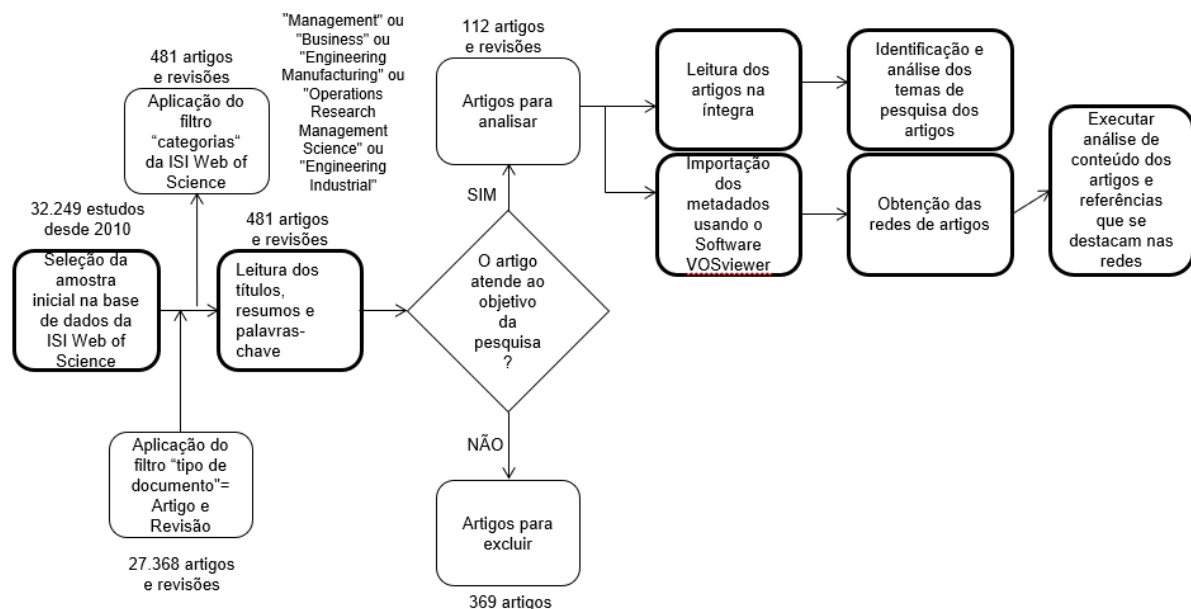 32.249 estudos
desde 2010
Seleção da
amostra
inicial na base
de dados da
ISI Web of
Science
Aplicação do
filtro “tipo de
documento"=
Artigo e
Revisão
27.368 artigos
e revisões
481 artigos
e revisões
Aplicação do
filtro
“categorias“
da ISI Web of
Science
"Management" ou
"Business" ou
"Engineering
Manufacturing" ou
"Operations
Research
Management
Science" ou
"Engineering
Industrial"
481 artigos
e revisões
Leitura dos
títulos,
resumos e
palavras-
chave
O artigo
atende ao
objetivo
da
pesquisa
?
SIM
112 artigos
e revisões
Artigos para
analisar
NÃO
Artigos para
excluir
369 artigos
Leitura dos
artigos na
íntegra
Identificação e
análise dos
temas de
pesquisa dos
artigos
Importação
dos
metadados
usando o
Software
VOSviewer
Obtenção das
redes de artigos
Executar
análise de
conteúdo dos
artigos e
referências
que se
destacam nas
redes